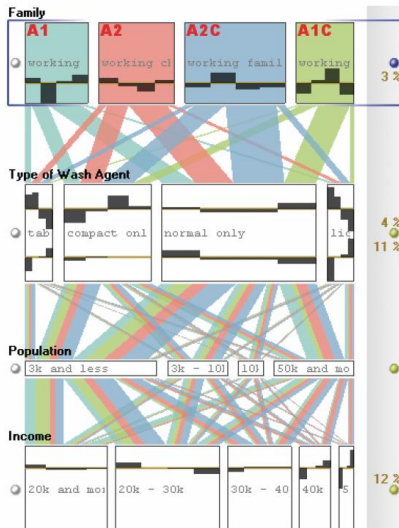 Family
A1 A2 A2C A1C
working working ch working famil working
3 %
Type of Wash Agent
4 %
tab compact onl normal only lic
11 %
Population
3k and less 3k - 10k 10k 50k and mo
Income
12 %
20k and mor 20k - 30k 30k - 40 40k 5